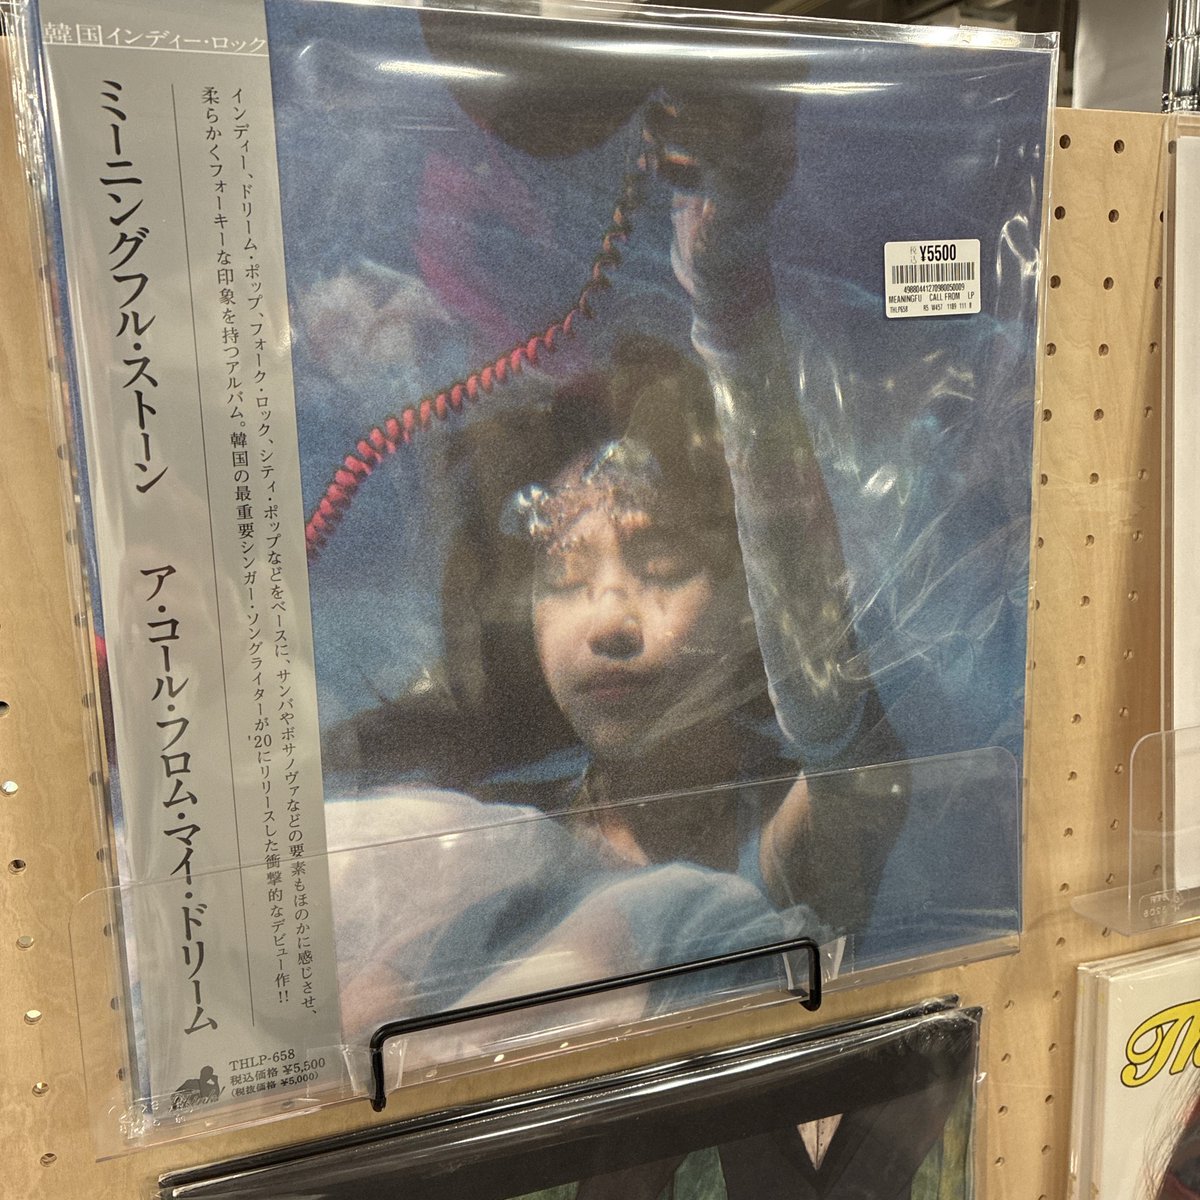 韓国インディー・ロック
ミーニングフル・ストーン ア・コール・フロム・マイ・ドリーム
インディー、ドリーム・ポップ、フォーク・ロック、シティ・ポップなどをベースに、サンバやボサノヴァなどの要素もほのかに感じさせ、
柔らかくフォーキーな印象を持つアルバム。韓国の最重要シンガー・ソングライターが'20にリリースした衝撃的なデビュー作!!
THLP-658
税込価格 ¥5,500
(税抜価格 ¥5,000)
税込 ¥5500
MEANINGFU CALL FROM LP
THLP658
Th